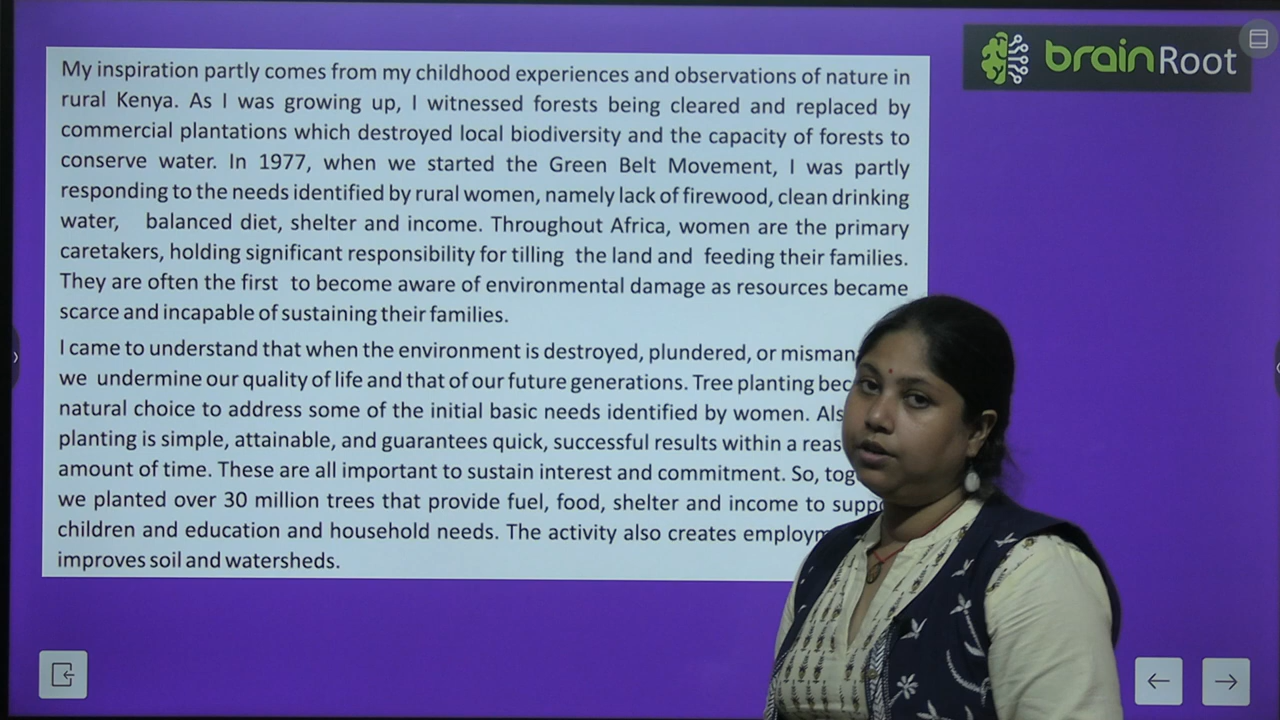 brainRoot
My inspiration partly comes from my childhood experiences and observations of nature in
rural Kenya. As I was growing up, I witnessed forests being cleared and replaced by
commercial plantations which destroyed local biodiversity and the capacity of forests to
conserve water. In 1977, when we started the Green Belt Movement, I was partly
responding to the needs identified by rural women, namely lack of firewood, clean drinking
water, balanced diet, shelter and income. Throughout Africa, women are the primary
caretakers, holding significant responsibility for tilling the land and feeding their families.
They are often the first to become aware of environmental damage as resources became
scarce and incapable of sustaining their families.
I came to understand that when the environment is destroyed, plundered, or
we undermine our quality of life and that of our future generations. Tree planting
natural choice to address some of the initial basic needs identified by women.
planting is simple, attainable, and guarantees quick, successful results within a
amount of time. These are all important to sustain interest and commitment. So,
we planted over 30 million trees that provide fuel, food, shelter and income to
children and education and household needs. The activity also creates
improves soil and watersheds.